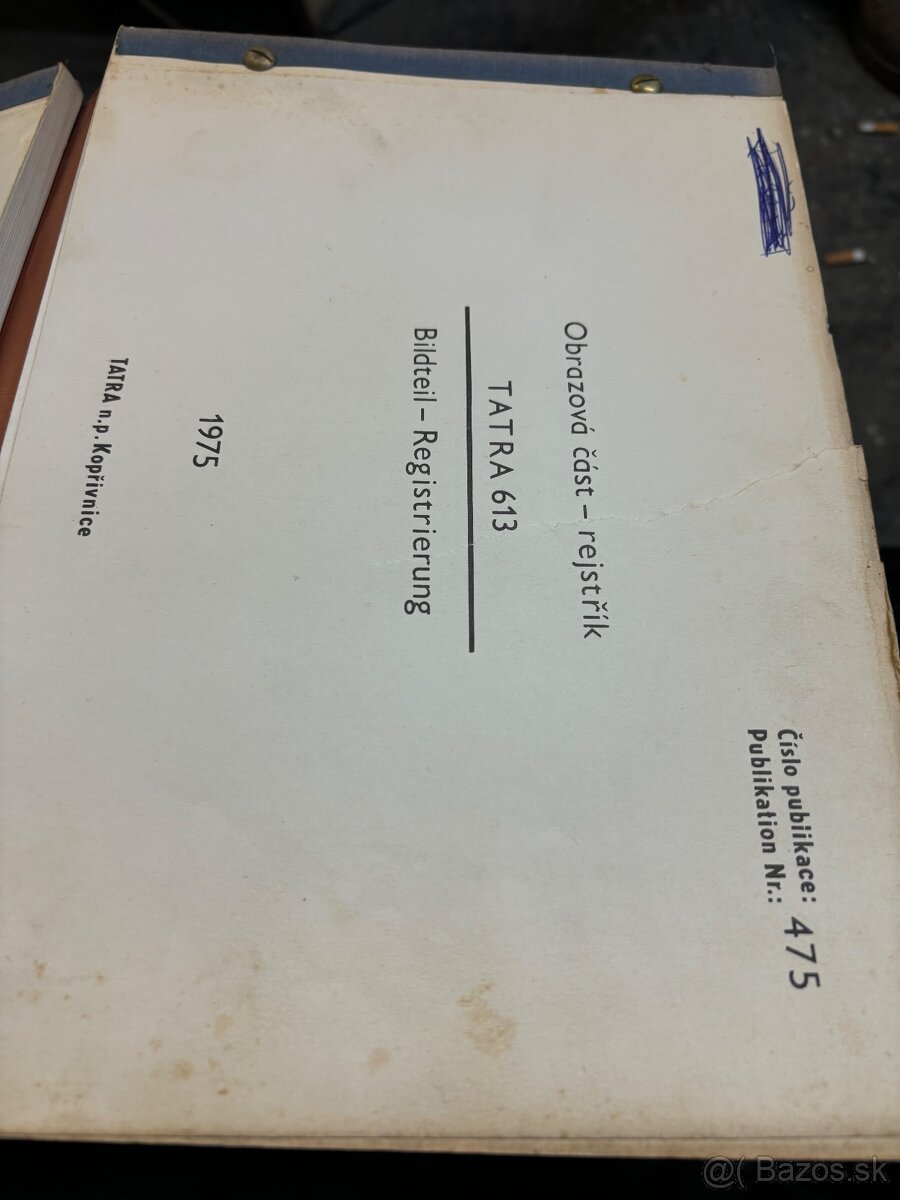 Číslo publikace: 475
Publikation Nr.:
Obrazová část – rejstřík
TATRA 613
Bildteil – Registrierung
1975
TATRA n.p. Kopřivnice
@( Bazos.sk